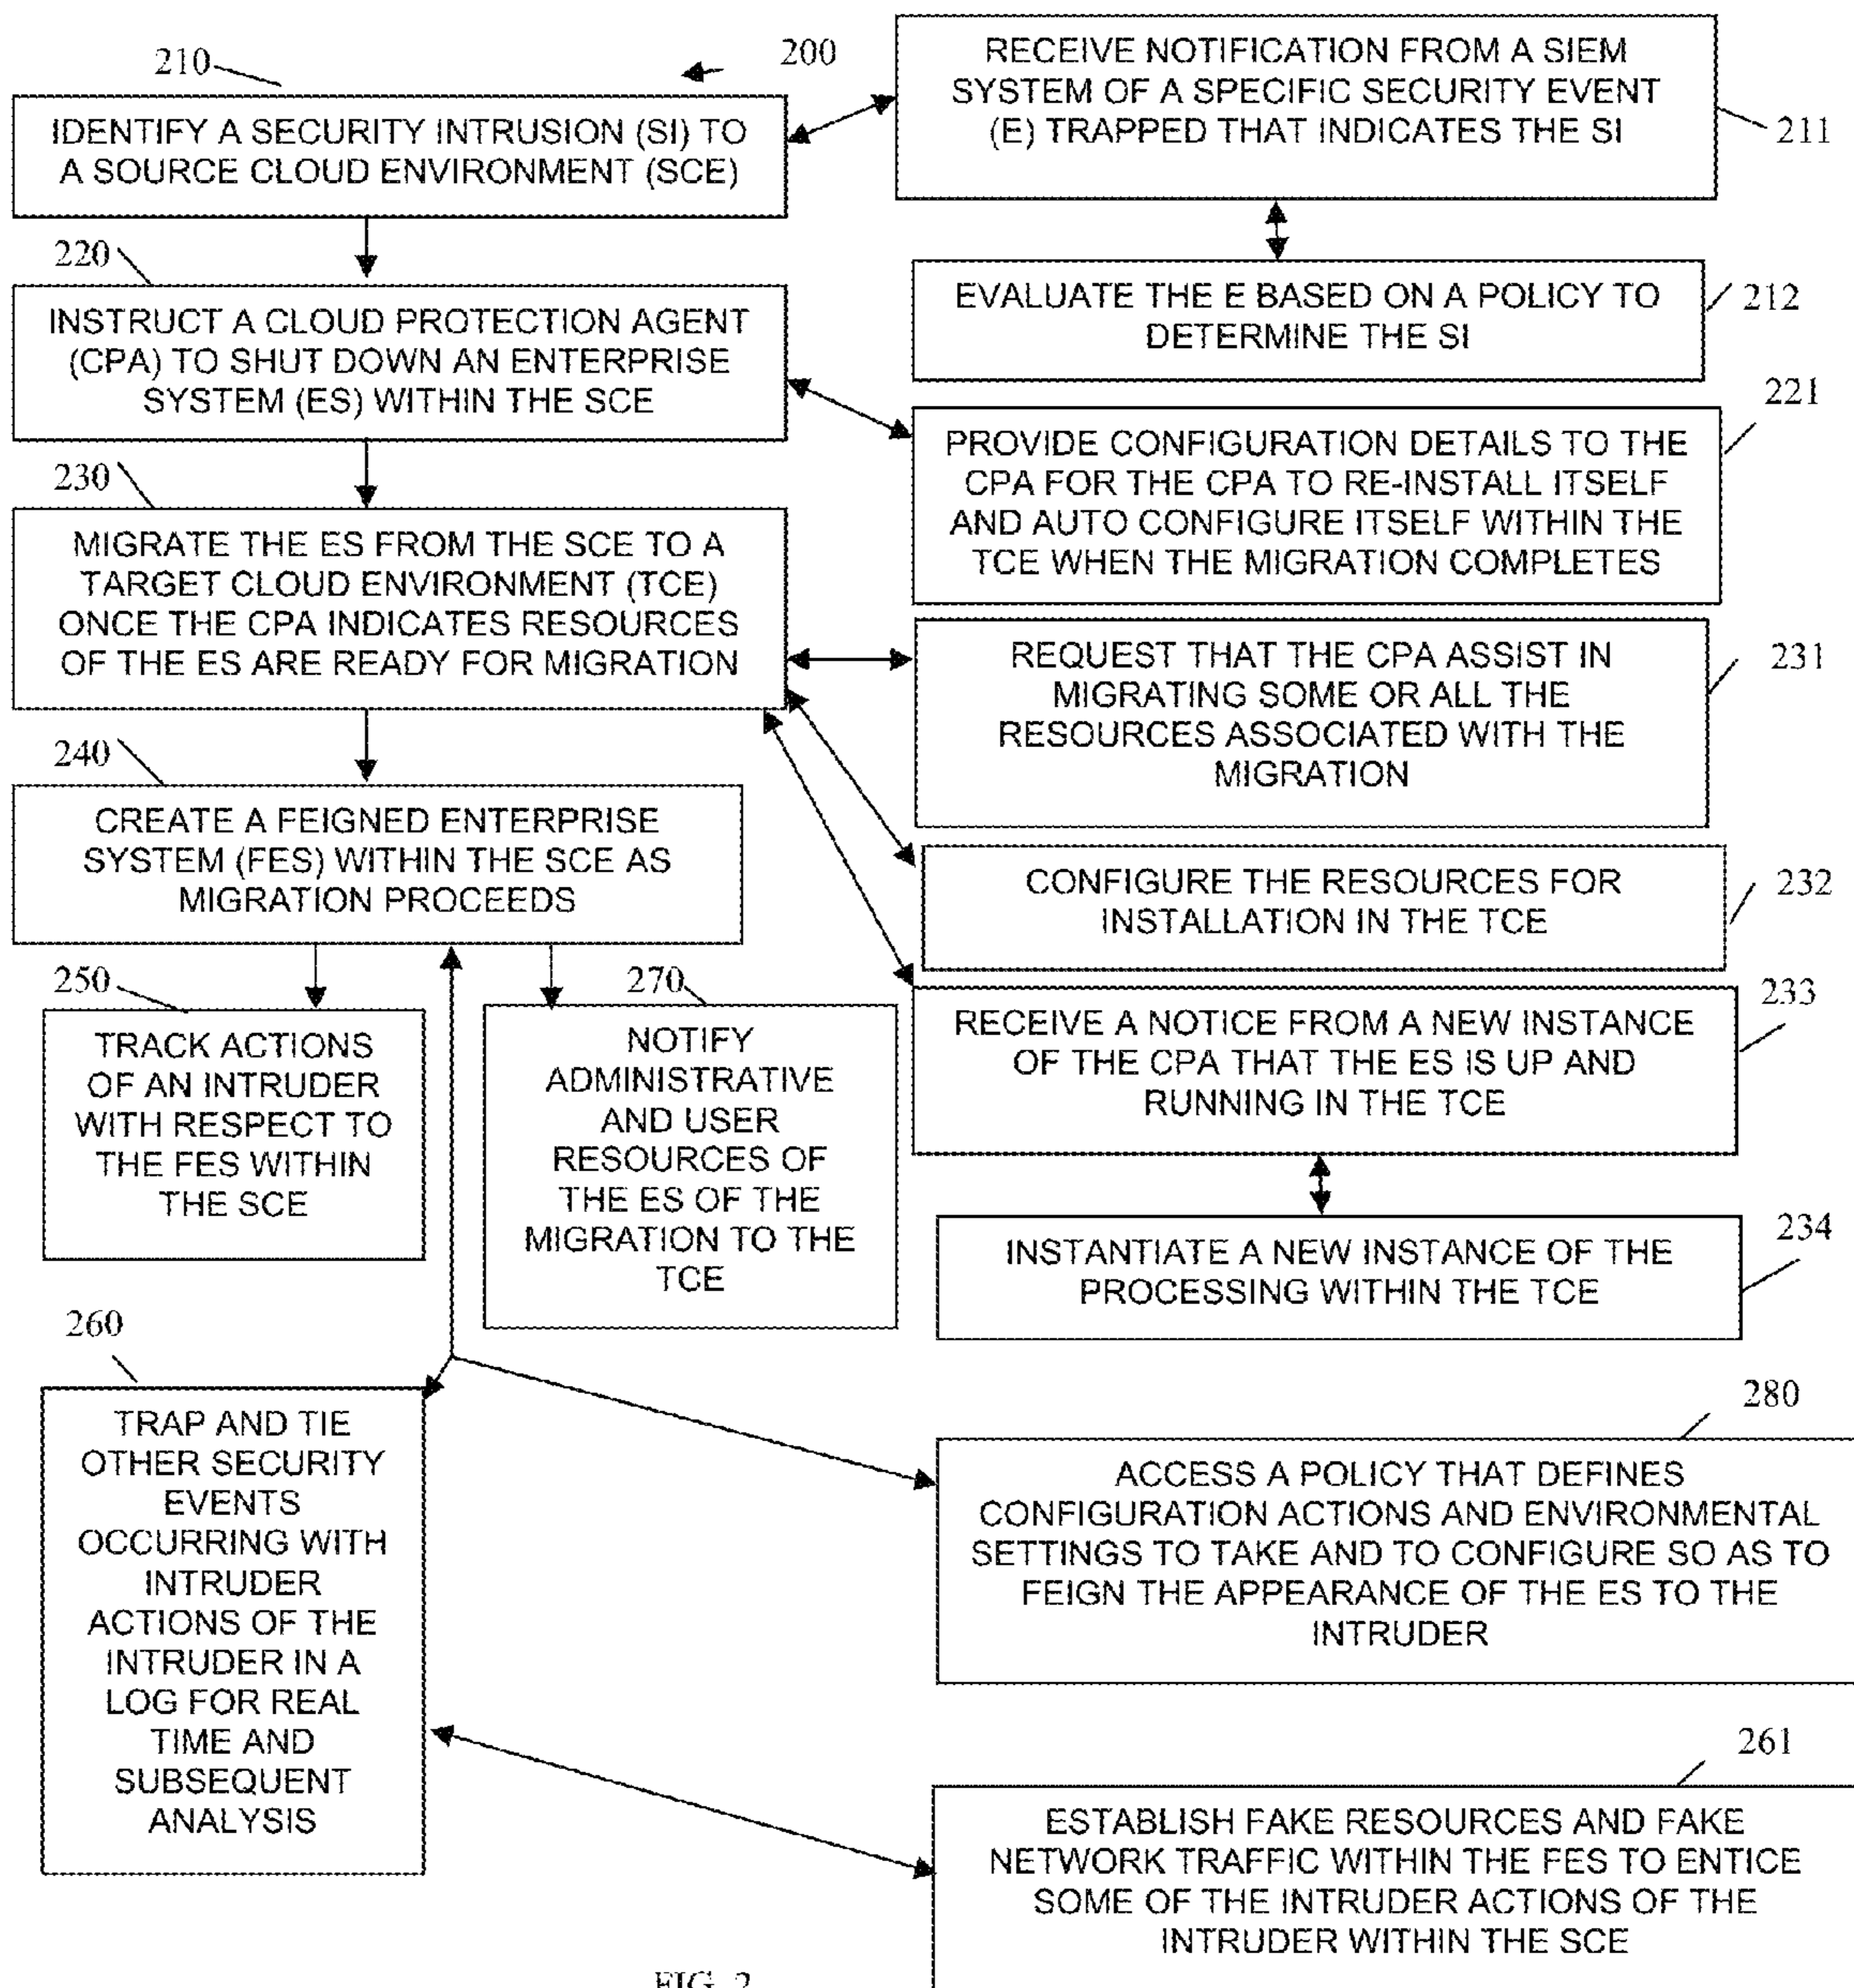 210
200
IDENTIFY A SECURITY INTRUSION (SI) TO
A SOURCE CLOUD ENVIRONMENT (SCE)
RECEIVE NOTIFICATION FROM A SIEM
SYSTEM OF A SPECIFIC SECURITY EVENT
(E) TRAPPED THAT INDICATES THE SI
211
220
INSTRUCT A CLOUD PROTECTION AGENT
(CPA) TO SHUT DOWN AN ENTERPRISE
SYSTEM (ES) WITHIN THE SCE
EVALUATE THE E BASED ON A POLICY TO
DETERMINE THE SI
212
221
PROVIDE CONFIGURATION DETAILS TO THE
CPA FOR THE CPA TO RE-INSTALL ITSELF
AND AUTO CONFIGURE ITSELF WITHIN THE
TCE WHEN THE MIGRATION COMPLETES
230
MIGRATE THE ES FROM THE SCE TO A
TARGET CLOUD ENVIRONMENT (TCE)
ONCE THE CPA INDICATES RESOURCES
OF THE ES ARE READY FOR MIGRATION
REQUEST THAT THE CPA ASSIST IN
MIGRATING SOME OR ALL THE
RESOURCES ASSOCIATED WITH THE
MIGRATION
231
240
CREATE A FEIGNED ENTERPRISE
SYSTEM (FES) WITHIN THE SCE AS
MIGRATION PROCEEDS
CONFIGURE THE RESOURCES FOR
INSTALLATION IN THE TCE
232
250
TRACK ACTIONS
OF AN INTRUDER
WITH RESPECT TO
THE FES WITHIN
THE SCE
270
NOTIFY
ADMINISTRATIVE
AND USER
RESOURCES OF
THE ES OF THE
MIGRATION TO THE
TCE
233
RECEIVE A NOTICE FROM A NEW INSTANCE
OF THE CPA THAT THE ES IS UP AND
RUNNING IN THE TCE
234
INSTANTIATE A NEW INSTANCE OF THE
PROCESSING WITHIN THE TCE
260
TRAP AND TIE
OTHER SECURITY
EVENTS
OCCURRING WITH
INTRUDER
ACTIONS OF THE
INTRUDER IN A
LOG FOR REAL
TIME AND
SUBSEQUENT
ANALYSIS
280
ACCESS A POLICY THAT DEFINES
CONFIGURATION ACTIONS AND ENVIRONMENTAL
SETTINGS TO TAKE AND TO CONFIGURE SO AS TO
FEIGN THE APPEARANCE OF THE ES TO THE
INTRUDER
261
ESTABLISH FAKE RESOURCES AND FAKE
NETWORK TRAFFIC WITHIN THE FES TO ENTICE
SOME OF THE INTRUDER ACTIONS OF THE
INTRUDER WITHIN THE SCE
FIG. 2